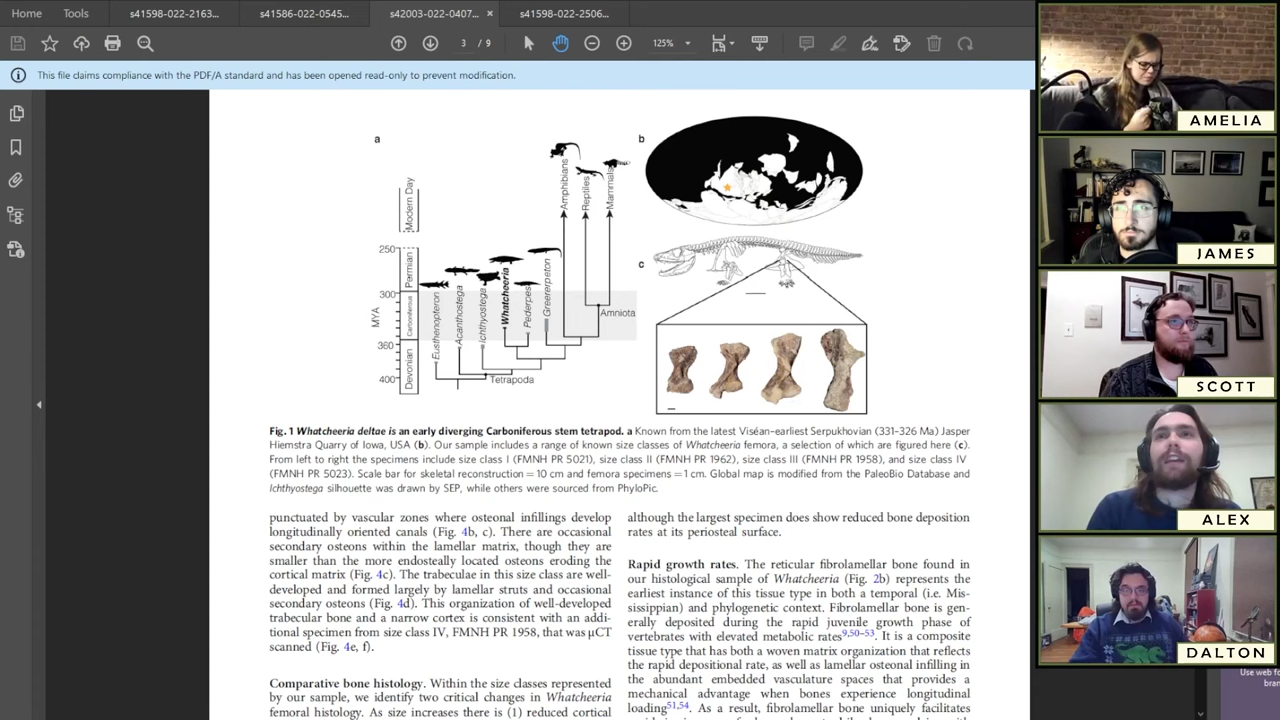 Home
Tools
s41598-022-2163...
s41586-022-0545...
s42003-022-0407...
s41598-022-2506...
3 / 9
125%
This file claims compliance with the PDF/A standard and has been opened read-only to prevent modification.
a
b
c
Modern Day
Permian
Carboniferous
Devonian
MYA
250
300
360
400
Eusthenopteron
Acanthostega
Ichthyostega
Whatcheeria
Pederpes
Greererpeton
Amphibians
Reptiles
Mammals
Amniota
Tetrapoda
Fig. 1 Whatcheeria deltae is an early diverging Carboniferous stem tetrapod. a Known from the latest Viséan–earliest Serpukhovian (331-326 Ma) Jasper
Hiemstra Quarry of Iowa, USA (b). Our sample includes a range of known size classes of Whatcheeria femora, a selection of which are figured here (c).
From left to right the specimens include size class I (FMNH PR 5021), size class II (FMNH PR 1962), size class III (FMNH PR 1958), and size class IV
(FMNH PR 5023). Scale bar for skeletal reconstruction = 10 cm and femora specimens = 1 cm. Global map is modified from the PaleoBio Database and
Ichthyostega silhouette was drawn by SEP, while others were sourced from PhyloPic.
punctuated by vascular zones where osteonal infillings develop
longitudinally oriented canals (Fig. 4b, c). There are occasional
secondary osteons within the lamellar matrix, though they are
smaller than the more endosteally located osteons eroding the
cortical matrix (Fig. 4c). The trabeculae in this size class are well-
developed and formed largely by lamellar struts and occasional
secondary osteons (Fig. 4d). This organization of well-developed
trabecular bone and a narrow cortex is consistent with an addi-
tional specimen from size class IV, FMNH PR 1958, that was µCT
scanned (Fig. 4e, f).
Comparative bone histology. Within the size classes represented
by our sample, we identify two critical changes in Whatcheeria
femoral histology. As size increases there is (1) reduced cortical
although the largest specimen does show reduced bone deposition
rates at its periosteal surface.
Rapid growth rates. The reticular fibrolamellar bone found in
our histological sample of Whatcheeria (Fig. 2b) represents the
earliest instance of this tissue type in both a temporal (i.e. Mis-
sissippian) and phylogenetic context. Fibrolamellar bone is gen-
erally deposited during the rapid juvenile growth phase of
vertebrates with elevated metabolic rates9,50–53. It is a composite
tissue type that has both a woven matrix organization that reflects
the rapid depositional rate, as well as lamellar osteonal infilling in
the abundant embedded vasculature spaces that provides a
mechanical advantage when bones experience longitudinal
loading51,54. As a result, fibrolamellar bone uniquely facilitates
AMELIA
JAMES
SCOTT
ALEX
DALTON
Use web fo
bran